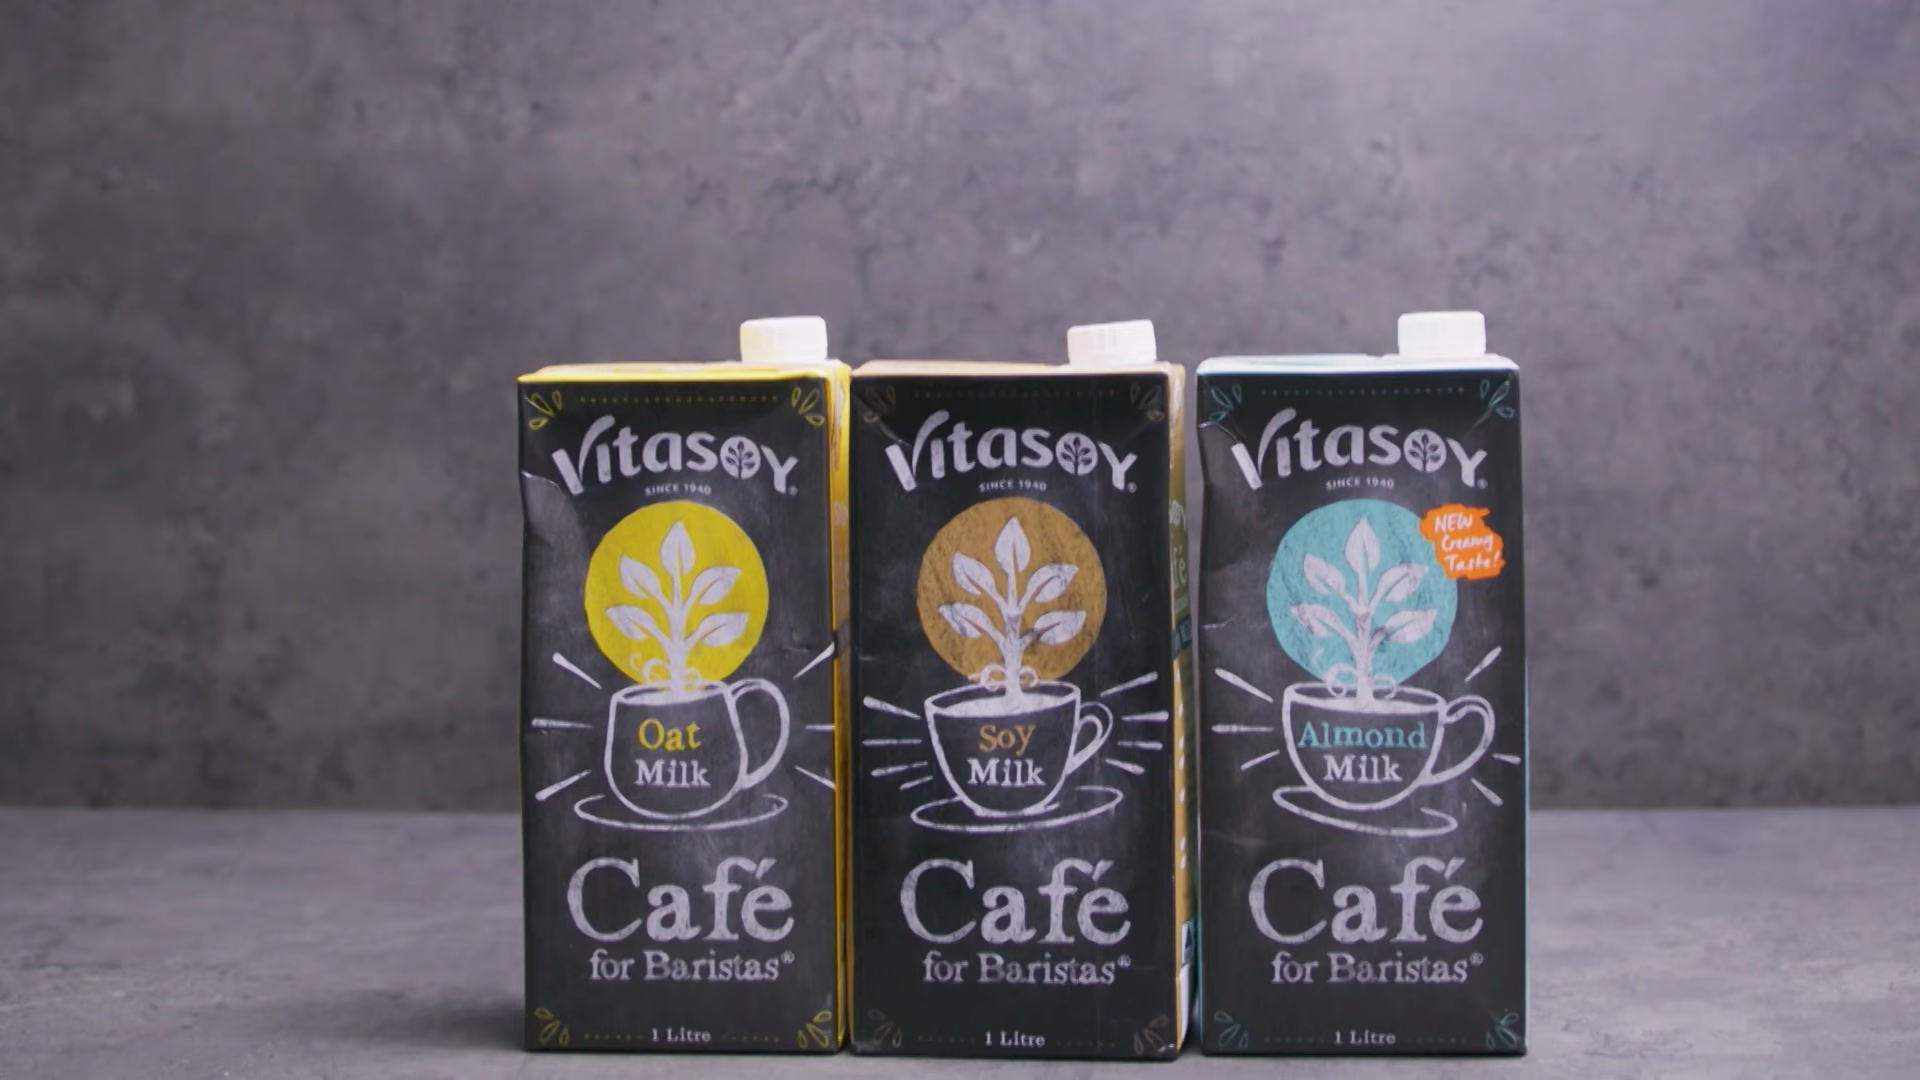 Vitasoy®
SINCE 1940
Oat
Milk
Café
for Baristas®
1 Litre
Vitasoy®
SINCE 1940
Soy
Milk
Café
for Baristas®
1 Litre
Vitasoy®
SINCE 1940
NEW
Creamy
Taste!
Almond
Milk
Café
for Baristas®
1 Litre